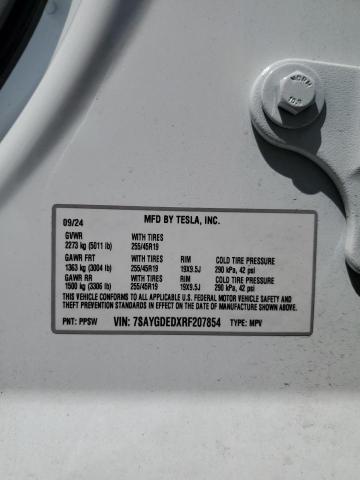 09/24 MFD BY TESLA, INC.
GVWR WITH TIRES
2273 kg (5011 lb) 255/45R19
GAWR FRT WITH TIRES RIM COLD TIRE PRESSURE
1363 kg (3004 lb) 255/45R19 19X9.5J 290 kPa, 42 psi
GAWR RR WITH TIRES RIM COLD TIRE PRESSURE
1500 kg (3306 lb) 255/45R19 19X9.5J 290 kPa, 42 psi
THIS VEHICLE CONFORMS TO ALL APPLICABLE U.S. FEDERAL MOTOR VEHICLE SAFETY AND
THEFT PREVENTION STANDARDS IN EFFECT ON THE DATE OF MANUFACTURE SHOWN
ABOVE.
PNT: PPSW VIN: 7SAYGDEDXRF207854 TYPE: MPV